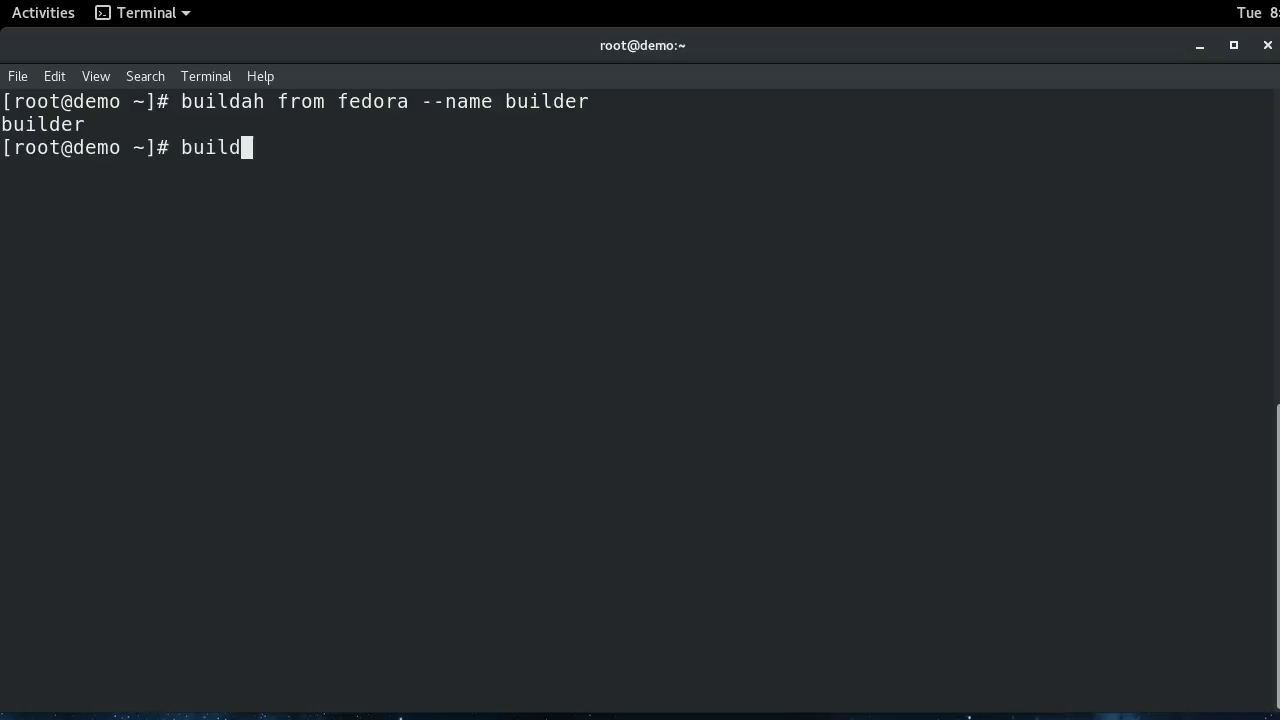 Activities Terminal Tue 8:
root@demo:~
File Edit View Search Terminal Help
[root@demo ~]# buildah from fedora --name builder
builder
[root@demo ~]# build